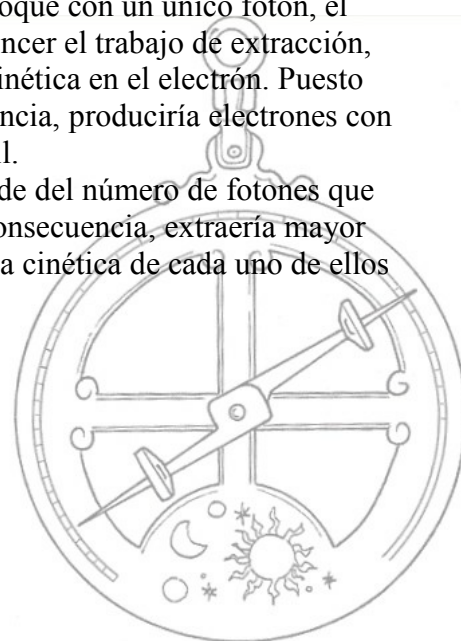 oque con un único fotón, el
ncer el trabajo de extracción,
inética en el electrón. Puesto
ncia, produciría electrones con
l.
de del número de fotones que
onsecuencia, extraería mayor
a cinética de cada uno de ellos